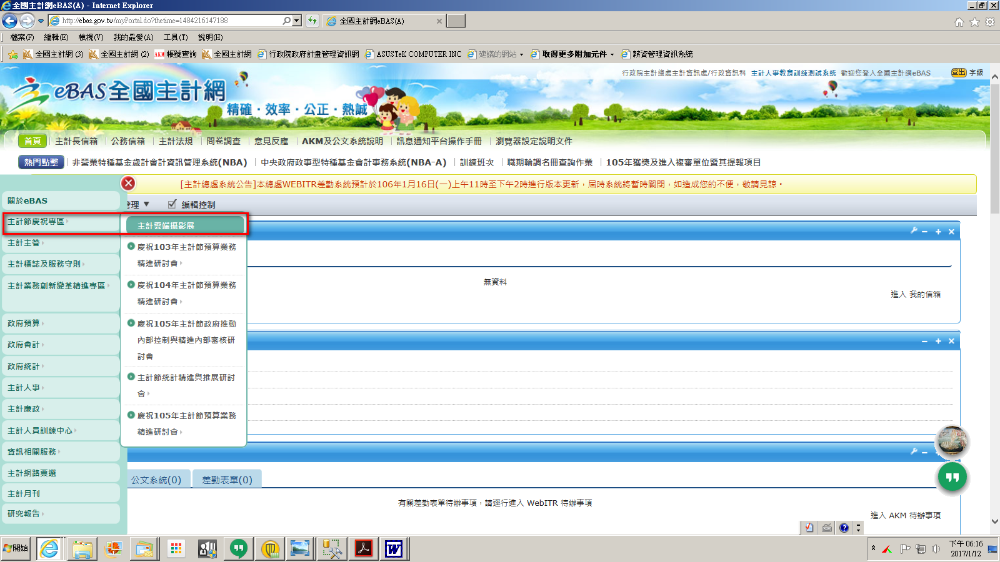 全國主計網eBAS(A) - Internet Explorer
http://ebas.gov.tw/myPortal.do?thetime=1484216147188
全國主計網eBAS(A)
檔案(F) 編輯(E) 檢視(V) 我的最愛(A) 工具(T) 說明(H)
全國主計網 (3) 全國主計網 (2) AKM 帳號查詢 全國主計網 行政院政府計畫管理資訊網 ASUSTeK COMPUTER INC 建議的網站 取得更多附加元件 薪資管理資訊系統
行政院主計總處主計資訊處/行政資訊科 主計人事教育訓練測試系統 歡迎您登入全國主計網eBAS 登出 字級
eBAS全國主計網
精確・效率・公正・熱誠
首頁 主計長信箱 公務信箱 主計法規 問卷調查 意見反應 AKM及公文系統說明 訊息通知平台操作手冊 瀏覽器設定說明文件
熱門點擊 非營業特種基金歲計會計資訊管理系統(NBA) 中央政府政事型特種基金會計事務系統(NBA-A) 訓練班次 職期輪調名冊查詢作業 105年獲獎及進入複審單位暨其提報項目
[主計總處系統公告]本總處WEBITR差勤系統預計於106年1月16日(一)上午11時至下午2時進行版本更新，屆時系統將暫時關閉，如造成您的不便，敬請見諒。
管理 ▼ 編輯控制
關於eBAS
主計節慶祝專區
主計主管
主計標誌及服務守則
主計業務創新變革精進專區
政府預算
政府會計
政府統計
主計人事
主計廉政
主計人員訓練中心
資訊相關服務
主計網路票選
主計月刊
研究報告
主計雲端攝影展
慶祝103年主計節預算業務
精進研討會
慶祝104年主計節預算業務
精進研討會
慶祝105年主計節政府推動
內部控制與精進內部審核研
討會
主計節統計精進與推展研討
會
慶祝105年主計節預算業務
精進研討會
無資料
進入 我的信箱
公文系統(0) 差勤表單(0)
有關差勤表單待辦事項，請逕行進入 WebITR 待辦事項
進入 AKM 待辦事項
開始
下午 06:16
2017/1/12